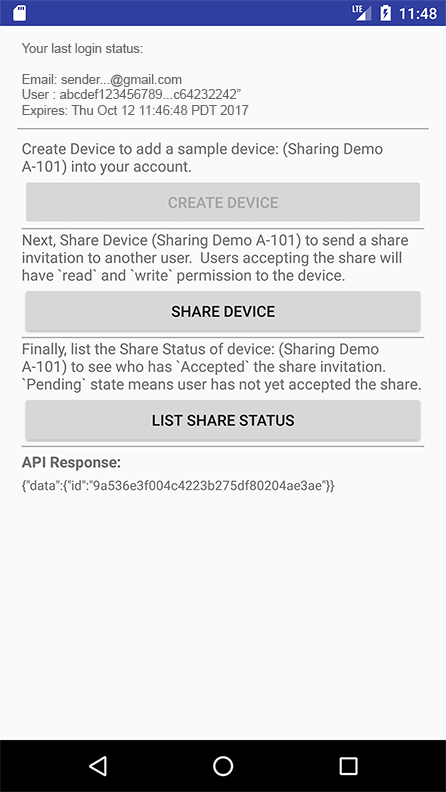 LTE 11:48
Your last login status:
Email: sender...@gmail.com
User : abcdef123456789...c64232242”
Expires: Thu Oct 12 11:46:48 PDT 2017
Create Device to add a sample device: (Sharing Demo
A-101) into your account.
CREATE DEVICE
Next, Share Device (Sharing Demo A-101) to send a share
invitation to another user.  Users accepting the share will
have `read` and `write` permission to the device.
SHARE DEVICE
Finally, list the Share Status of device: (Sharing Demo
A-101) to see who has `Accepted` the share invitation.
`Pending` state means user has not yet accepted the share.
LIST SHARE STATUS
API Response:
{"data":{"id":"9a536e3f004c4223b275df80204ae3ae"}}